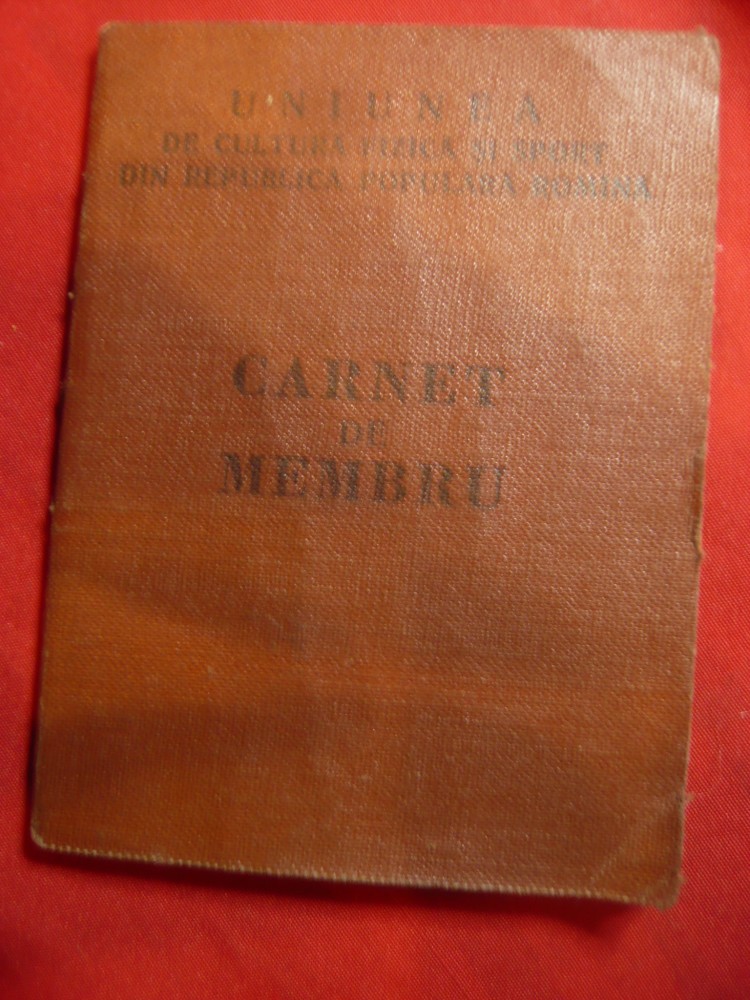 UNIUNEA
DE CULTURA FIZICA SI SPORT
DIN REPUBLICA POPULARA ROMINA
CARNET
DE
MEMBRU